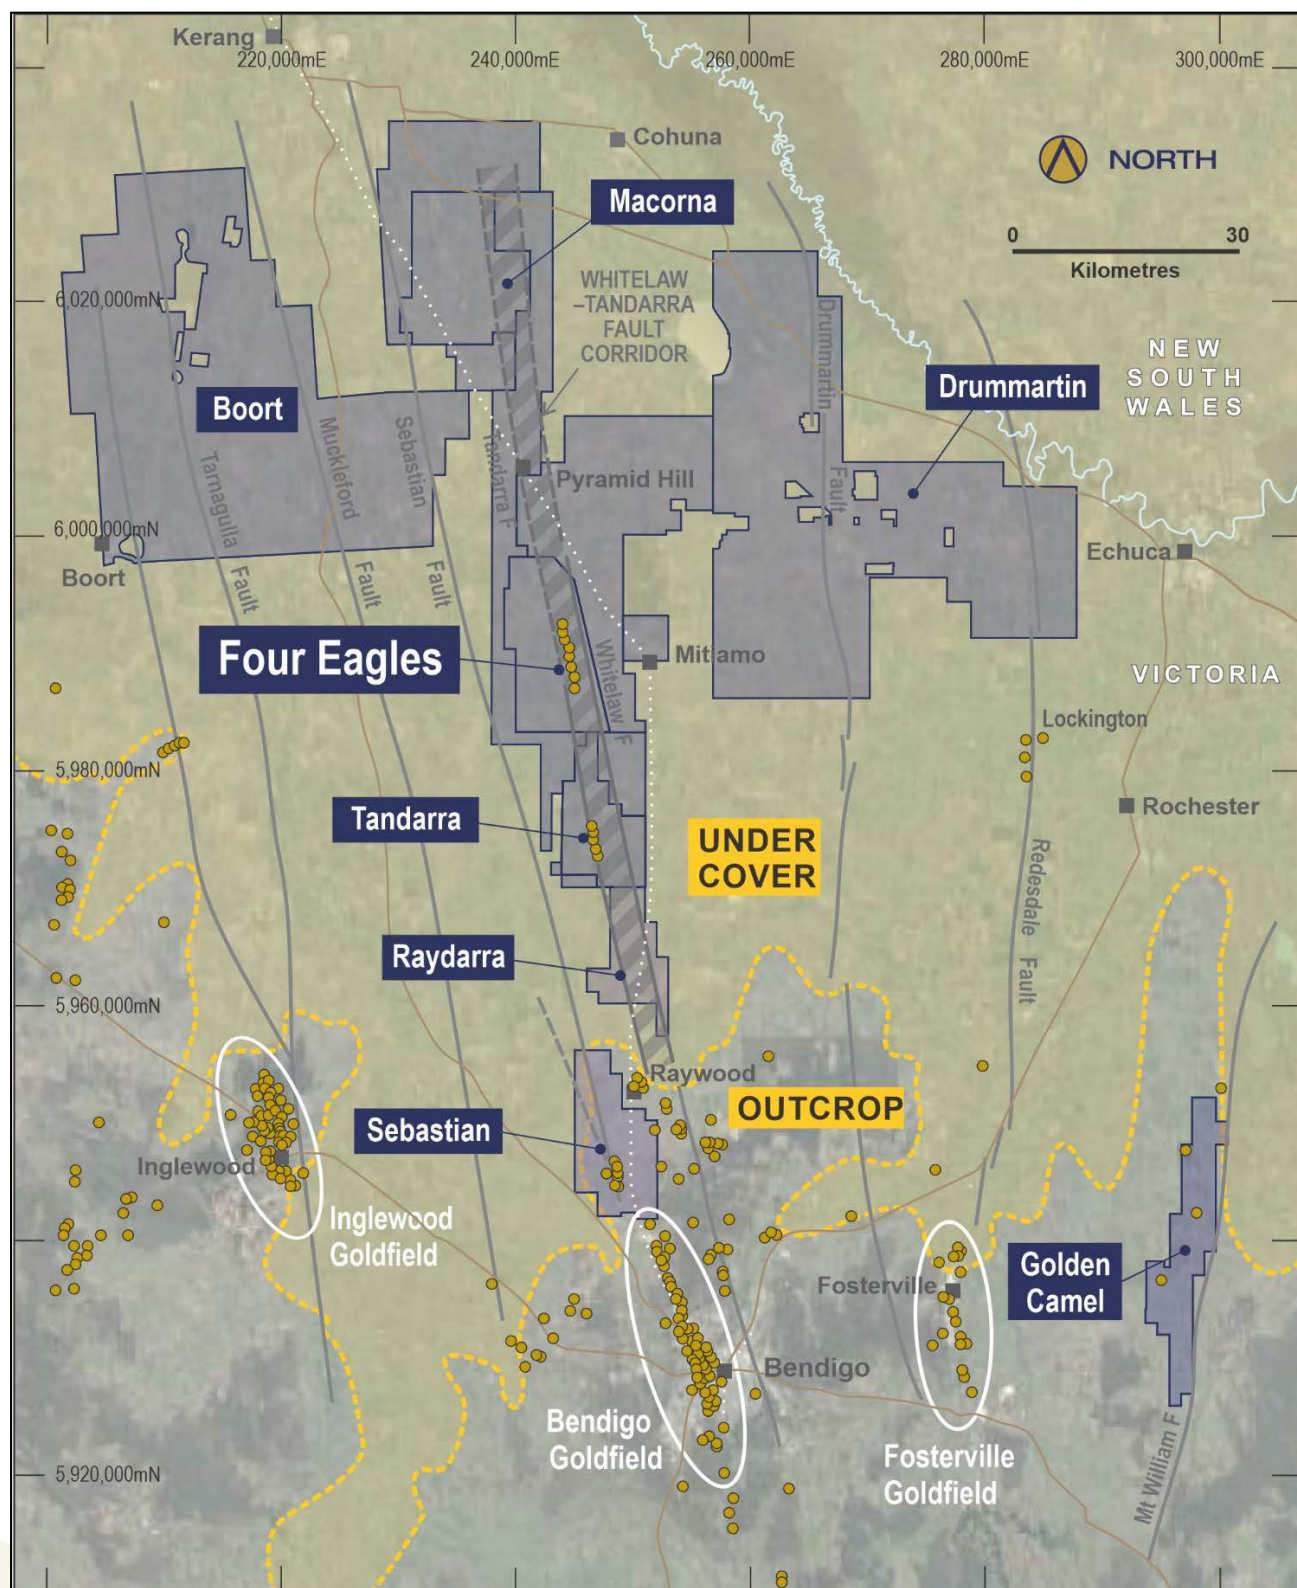 Kerang
220,000mE
240,000mE
260,000mE
280,000mE
300,000mE
Cohuna
NORTH
Macorna
0 30
Kilometres
WHITELAW
–TANDARRA
FAULT
CORRIDOR
6,020,000mN
Drummartin
Fault
NEW
SOUTH
WALES
Drummartin
Boort
Tarnagulla
Fault
Muckleford
Fault
Sebastian
Fault
Tandarra F
Pyramid Hill
6,000,000mN
Boort
Echuca
Four Eagles
Whitelaw F
Mitiamo
VICTORIA
Lockington
5,980,000mN
Tandarra
UNDER
COVER
Rochester
Redesdale
Fault
Raydarra
5,960,000mN
Raywood
OUTCROP
Sebastian
Inglewood
Inglewood
Goldfield
Fosterville
Golden
Camel
Bendigo
Bendigo
Goldfield
Fosterville
Goldfield
5,920,000mN
Mt William F